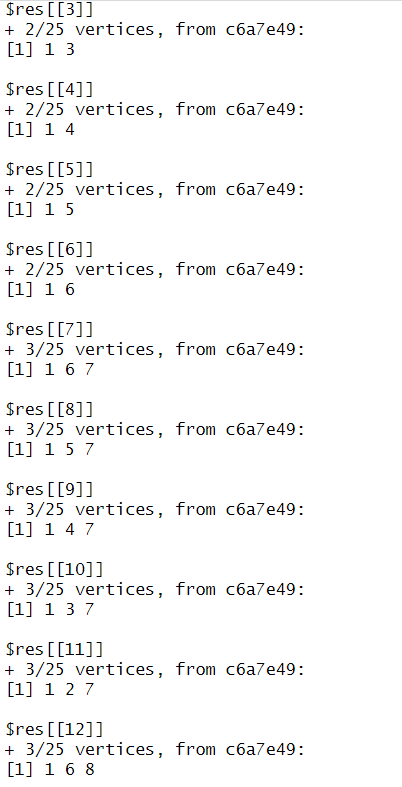 $res[[3]]
+ 2/25 vertices, from c6a7e49:
[1] 1 3
$res[[4]]
+ 2/25 vertices, from c6a7e49:
[1] 1 4
$res[[5]]
+ 2/25 vertices, from c6a7e49:
[1] 1 5
$res[[6]]
+ 2/25 vertices, from c6a7e49:
[1] 1 6
$res[[7]]
+ 3/25 vertices, from c6a7e49:
[1] 1 6 7
$res[[8]]
+ 3/25 vertices, from c6a7e49:
[1] 1 5 7
$res[[9]]
+ 3/25 vertices, from c6a7e49:
[1] 1 4 7
$res[[10]]
+ 3/25 vertices, from c6a7e49:
[1] 1 3 7
$res[[11]]
+ 3/25 vertices, from c6a7e49:
[1] 1 2 7
$res[[12]]
+ 3/25 vertices, from c6a7e49:
[1] 1 6 8